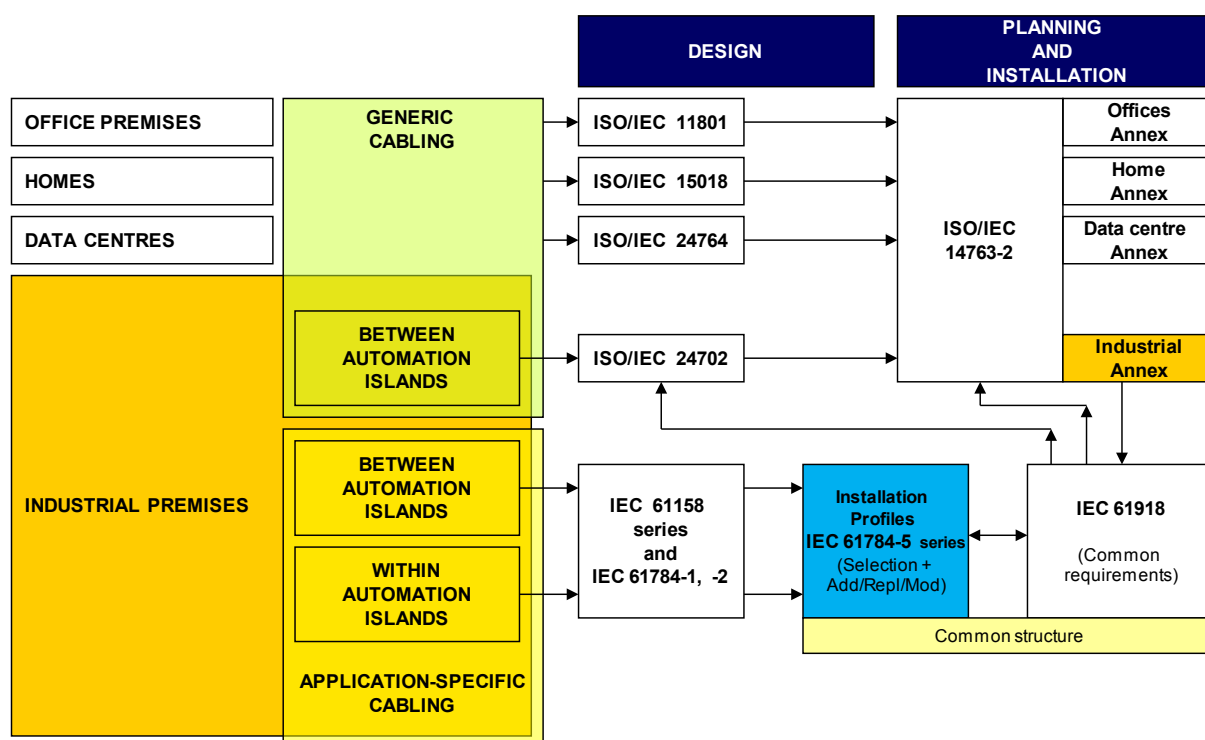 DESIGN
PLANNING
AND
INSTALLATION
OFFICE PREMISES
GENERIC
CABLING
ISO/IEC 11801
Offices
Annex
HOMES
ISO/IEC 15018
Home
Annex
DATA CENTRES
ISO/IEC 24764
ISO/IEC
14763-2
Data centre
Annex
BETWEEN
AUTOMATION
ISLANDS
ISO/IEC 24702
Industrial
Annex
INDUSTRIAL PREMISES
BETWEEN
AUTOMATION
ISLANDS
WITHIN
AUTOMATION
ISLANDS
APPLICATION-SPECIFIC
CABLING
IEC 61158
series
and
IEC 61784-1, -2
Installation
Profiles
IEC 61784-5 series
(Selection +
Add/Repl/Mod)
IEC 61918
(Common
requirements)
Common structure